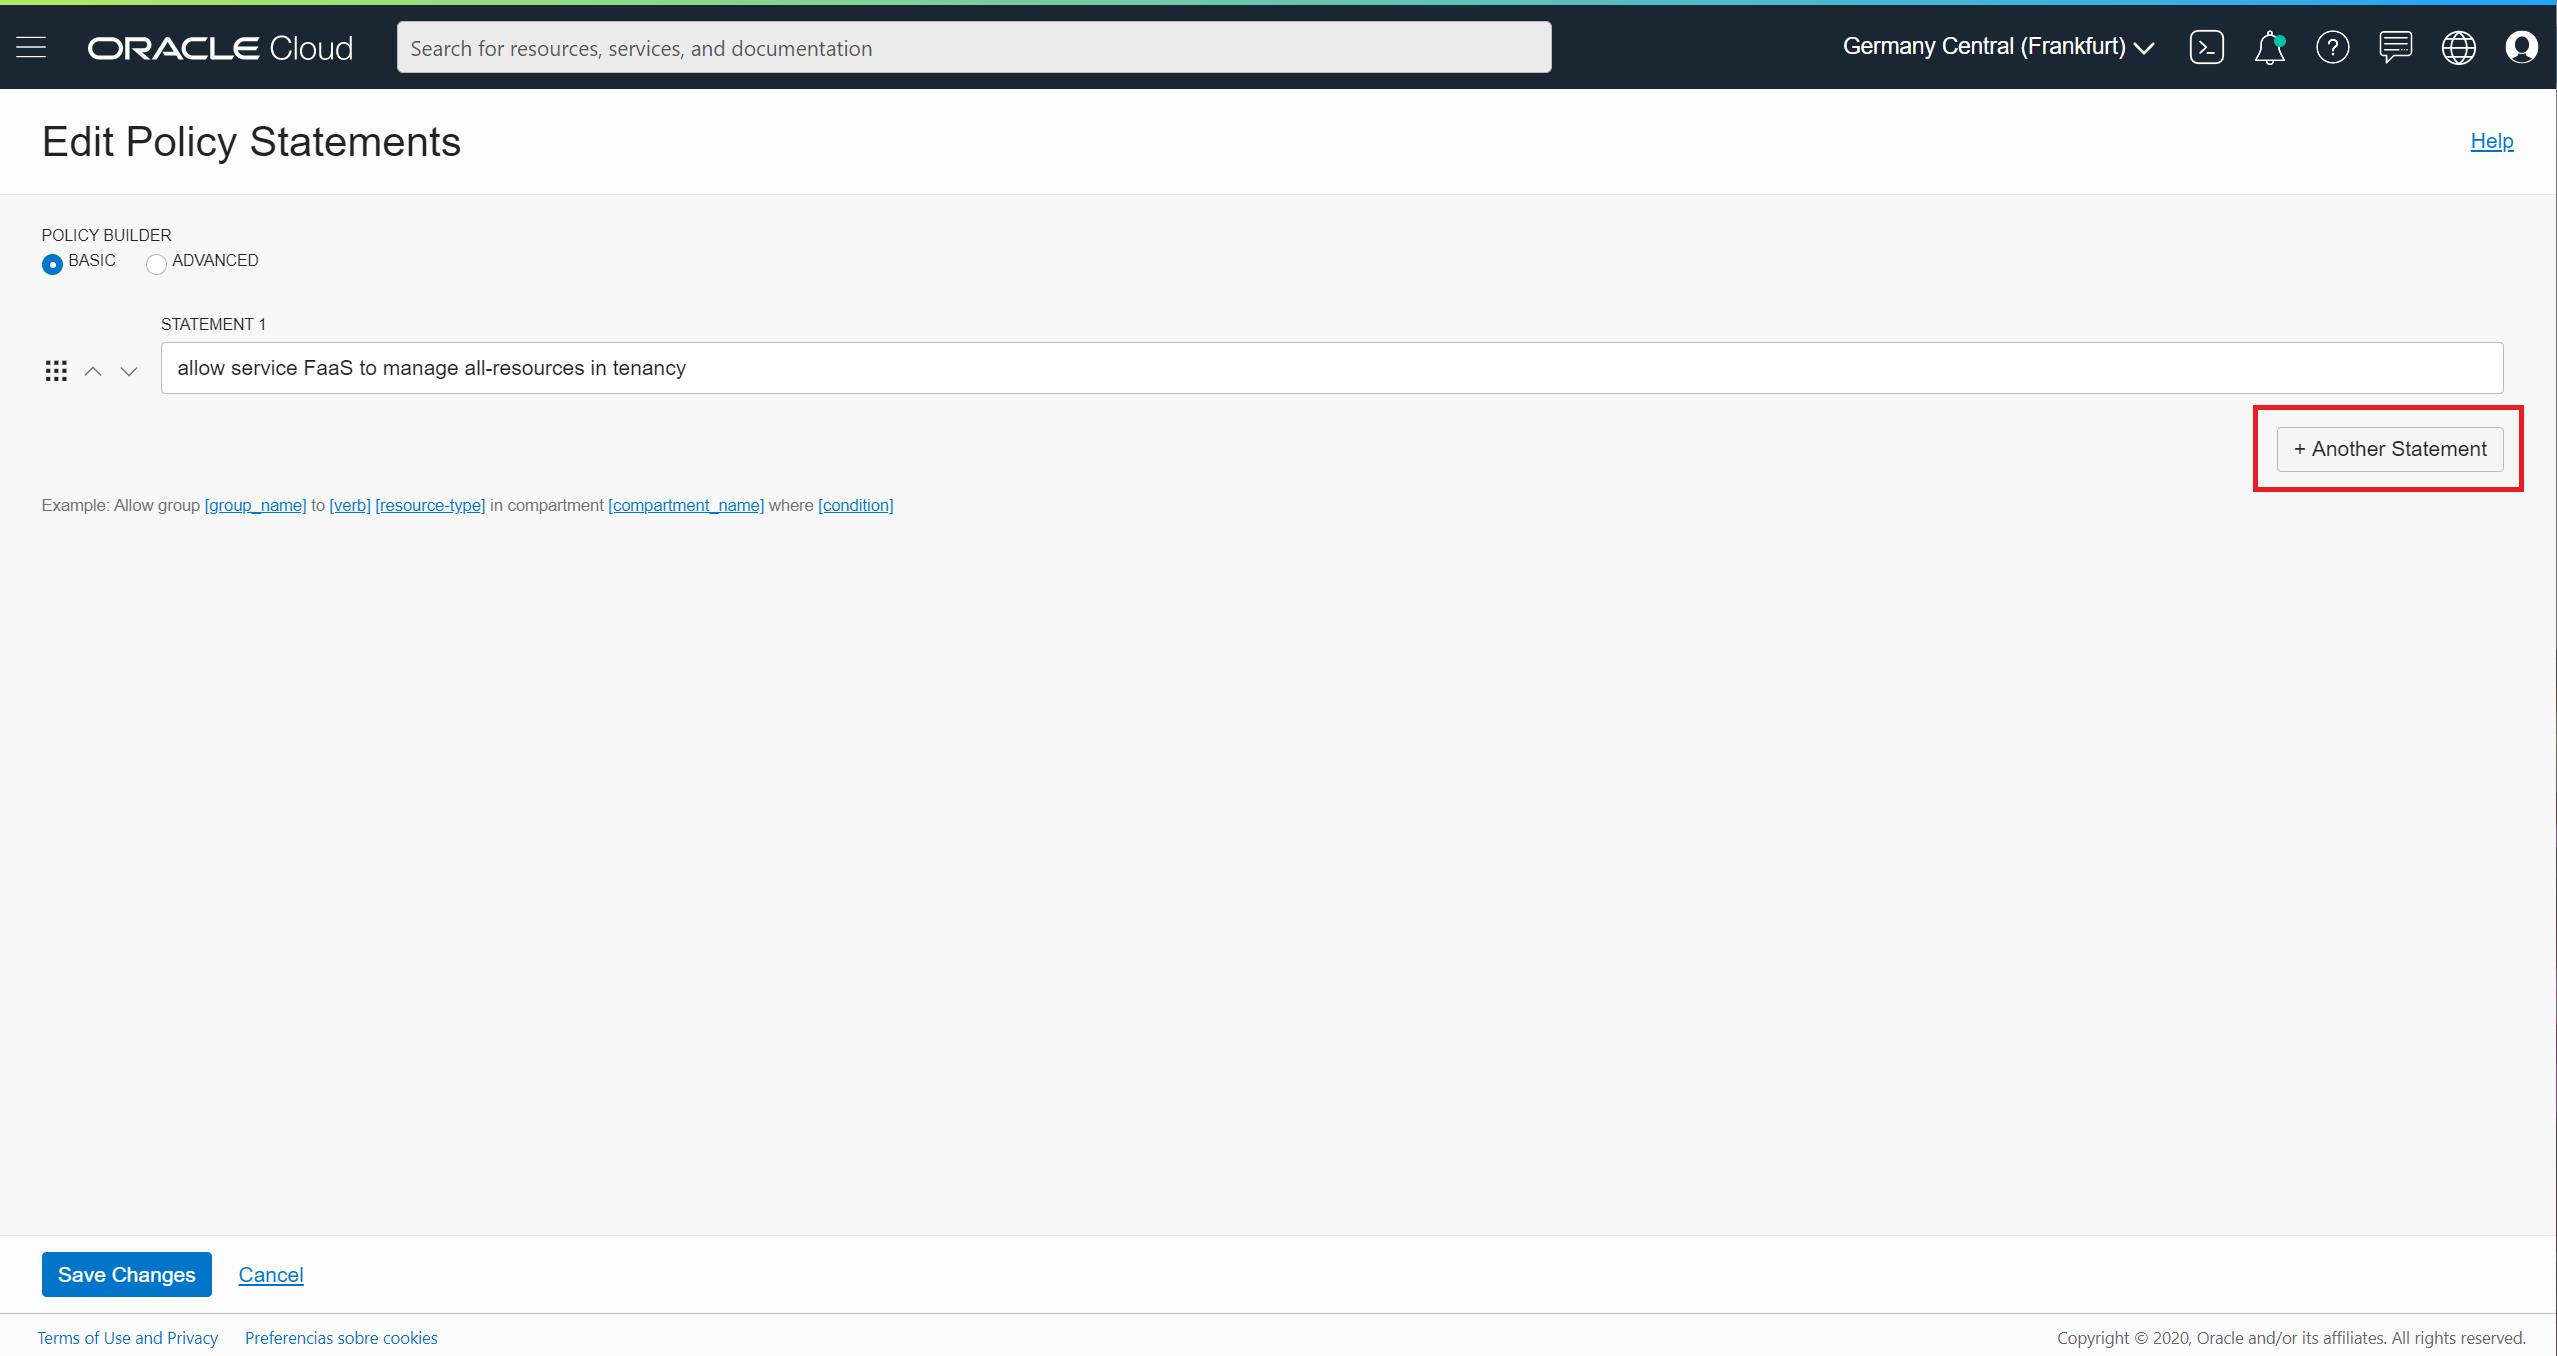 ORACLE Cloud
Search for resources, services, and documentation
Germany Central (Frankfurt)
Edit Policy Statements
Help
POLICY BUILDER
BASIC ADVANCED
STATEMENT 1
allow service FaaS to manage all-resources in tenancy
+ Another Statement
Example: Allow group [group_name] to [verb] [resource-type] in compartment [compartment_name] where [condition]
Save Changes Cancel
Terms of Use and Privacy Preferencias sobre cookies Copyright © 2020, Oracle and/or its affiliates. All rights reserved.